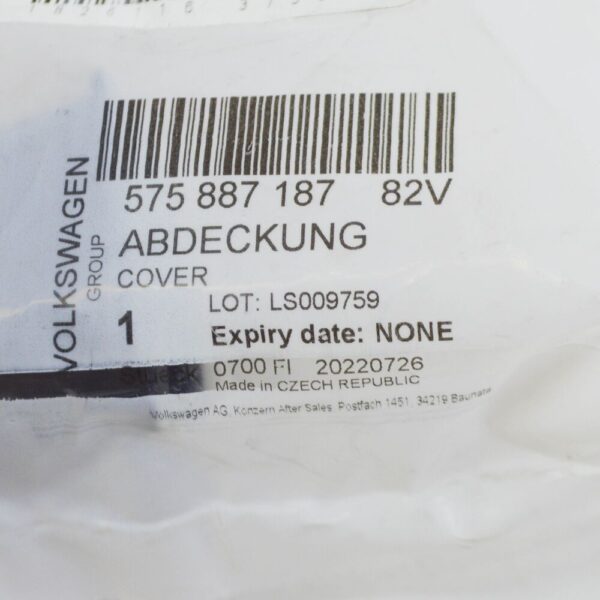 VOLKSWAGEN
GROUP
575 887 187 82V
ABDECKUNG
COVER
LOT: LS009759
1
Expiry date: NONE
0700 FI 20220726
Made in CZECH REPUBLIC
Volkswagen AG, Konzern After Sales, Postfach 1451, 34219 Baunatal